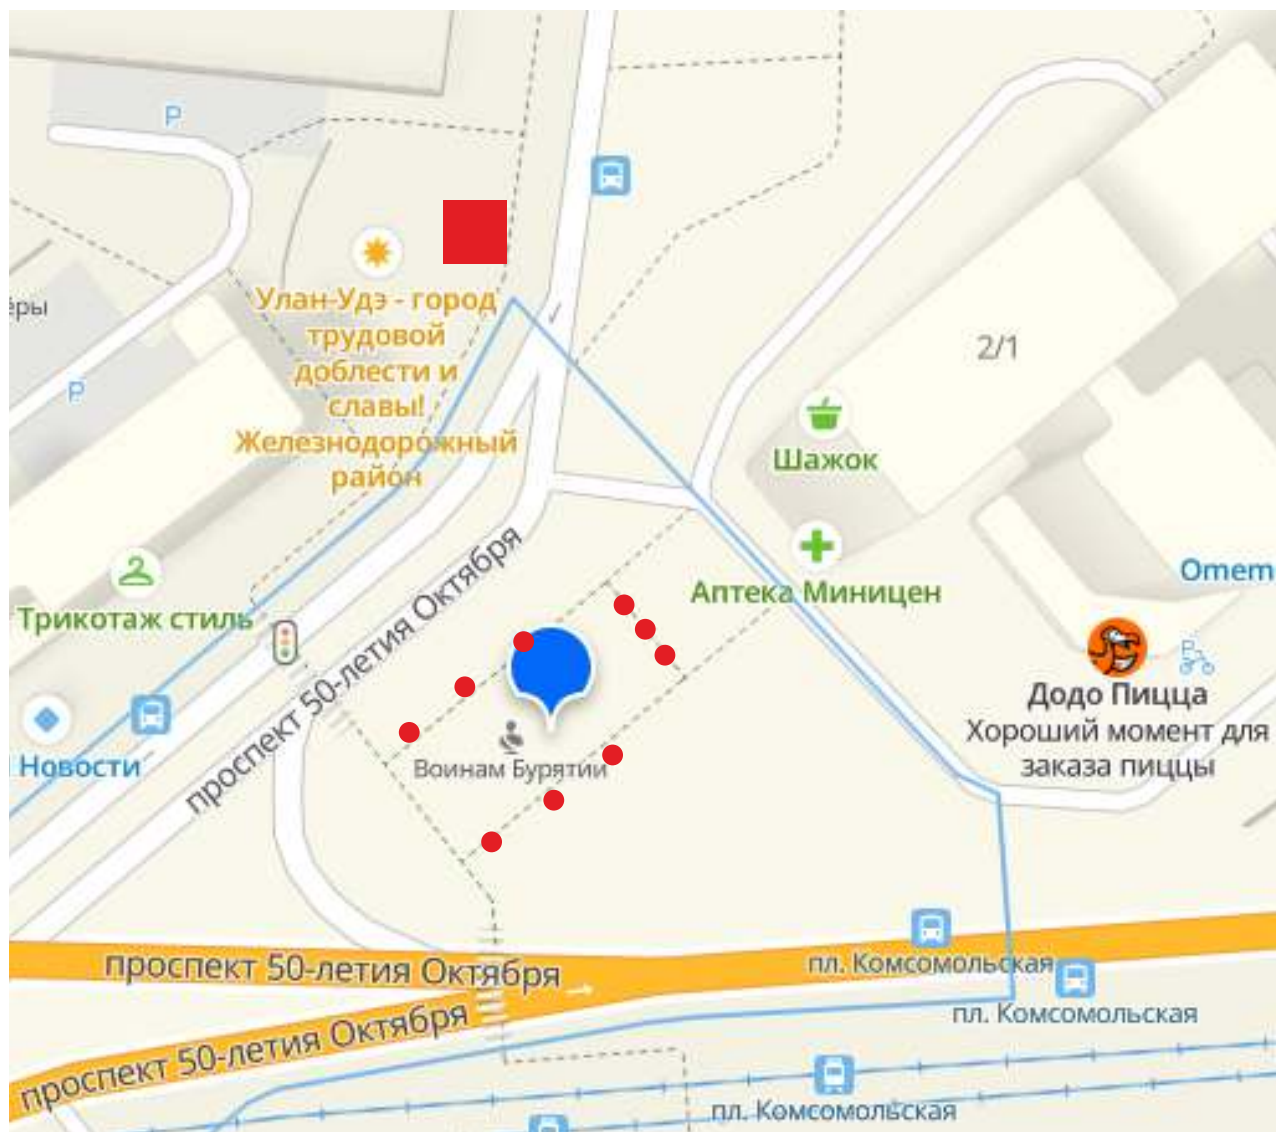 P
ёры
P
Улан-Удэ - город
трудовой
доблести и
славы!
Железнодорожный
район
2/1
Шажок
Аптека Миницен
Omem
Трикотаж стиль
проспект 50-летия Октября
Новости
Воинам Бурятии
P
Додо Пицца
Хороший момент для
заказа пиццы
проспект 50-летия Октября
пл. Комсомольская
пл. Комсомольская
проспект 50-летия Октября
пл. Комсомольская